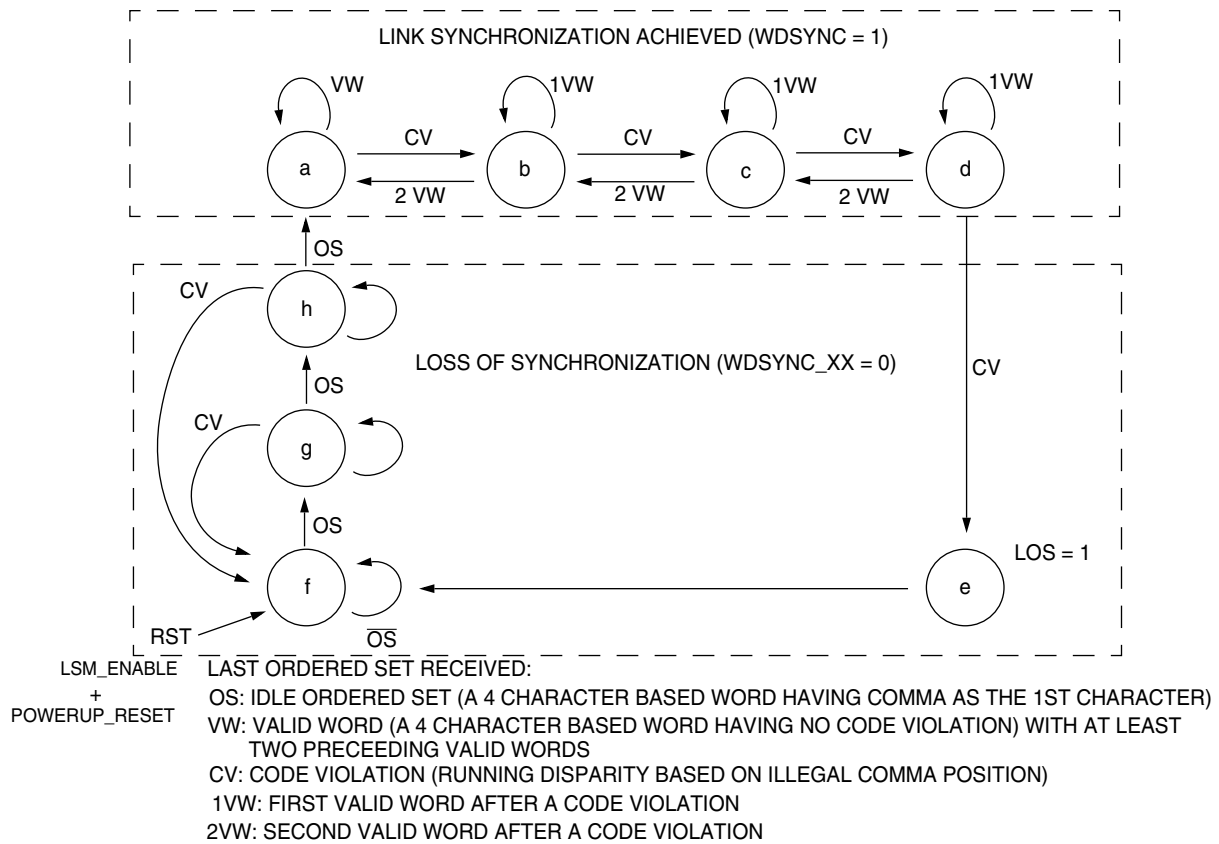 LINK SYNCHRONIZATION ACHIEVED (WDSYNC = 1)
VW
1VW
1VW
1VW
CV
CV
CV
a
b
c
d
2 VW
2 VW
2 VW
OS
CV
h
LOSS OF SYNCHRONIZATION (WDSYNC_XX = 0)
CV
OS
CV
g
OS
LOS = 1
f
e
RST
OS
LSM_ENABLE
+
POWERUP_RESET
LAST ORDERED SET RECEIVED:
OS: IDLE ORDERED SET (A 4 CHARACTER BASED WORD HAVING COMMA AS THE 1ST CHARACTER)
VW: VALID WORD (A 4 CHARACTER BASED WORD HAVING NO CODE VIOLATION) WITH AT LEAST
TWO PRECEEDING VALID WORDS
CV: CODE VIOLATION (RUNNING DISPARITY BASED ON ILLEGAL COMMA POSITION)
1VW: FIRST VALID WORD AFTER A CODE VIOLATION
2VW: SECOND VALID WORD AFTER A CODE VIOLATION